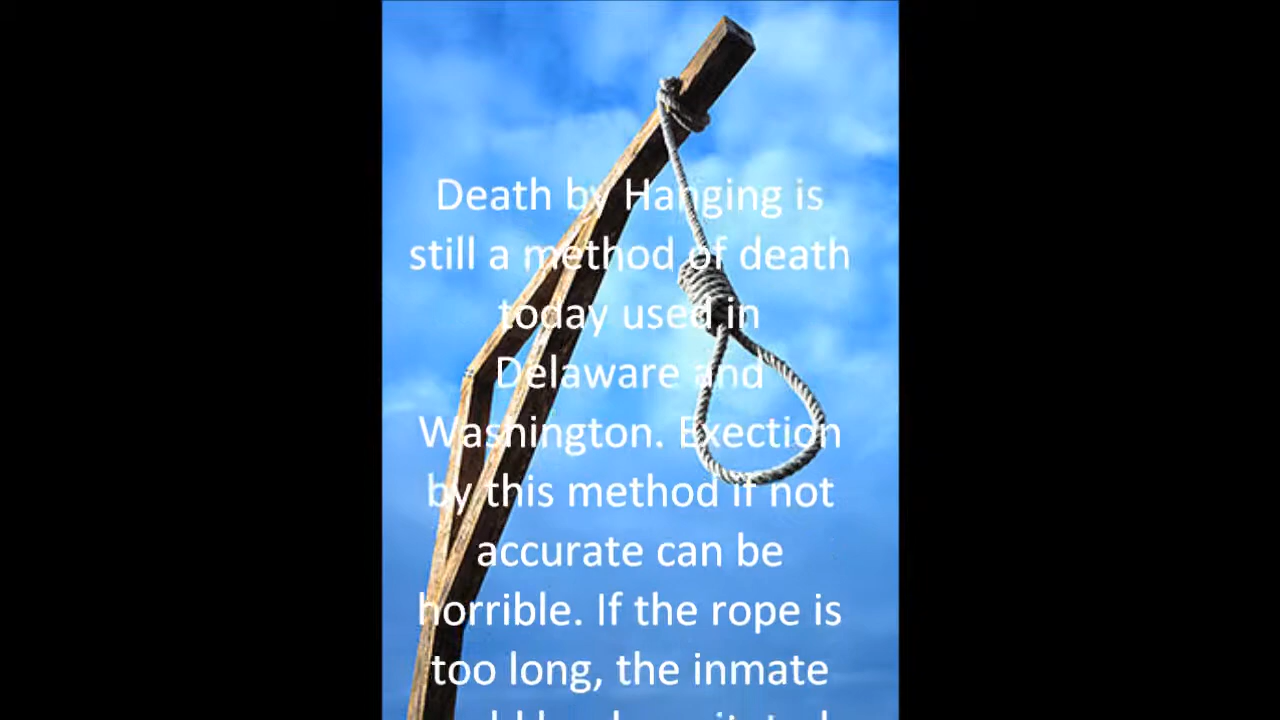 Death by Hanging is
still a method of death
today used in
Delaware and
Washington. Exection
by this method if not
accurate can be
horrible. If the rope is
too long, the inmate